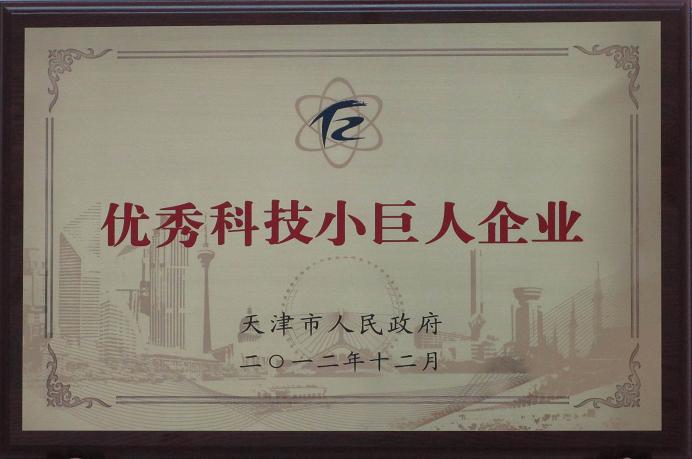 优秀科技小巨人企业
天津市人民政府
二〇一二年十二月